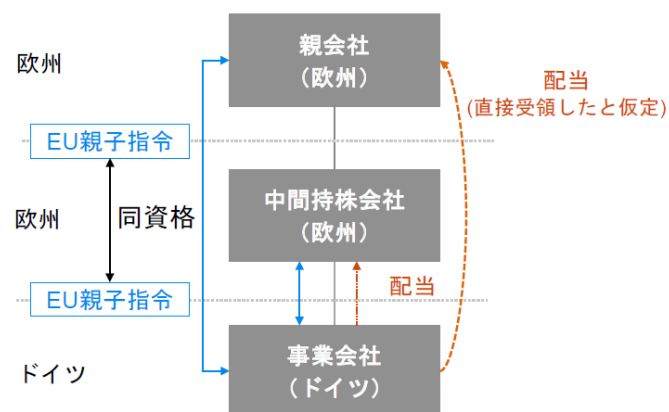 欧州
親会社
(欧州)
配当
(直接受領したと仮定)
EU親子指令
欧州
同資格
中間持株会社
(欧州)
EU親子指令
配当
ドイツ
事業会社
(ドイツ)